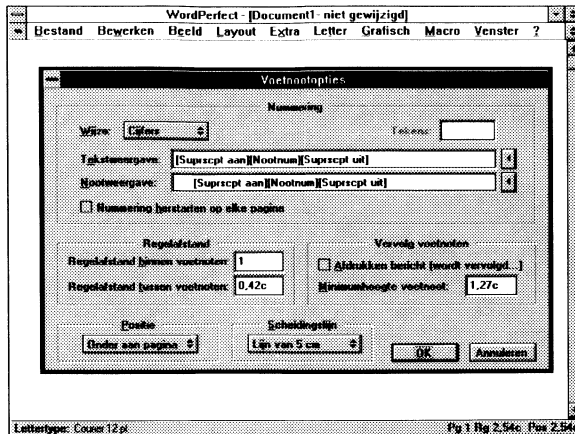 WordPerfect - [Document1 - niet gewijzigd]
Bestand Bewerken Beeld Layout Extra Letter Grafisch Macro Venster ?
Voetnootopties
Nummering
Wijze: Cijfers Tekens:
Tekstweergave: [Suprscpt aan][Nootnum][Suprscpt uit]
Nootweergave: [Suprscpt aan][Nootnum][Suprscpt uit]
Nummering herstarten op elke pagina
Regelafstand Vervolg voetnoten
Regelafstand binnen voetnoten: 1 Afdrukken bericht (wordt vervolgd...)
Regelafstand tussen voetnoten: 0,42c Minimumhoogte voetnoot: 1,27c
Positie Scheidingslijn
Onder aan pagina Lijn van 5 cm OK Annuleren
Lettertype: Courier 12 pt Pg 1 Rg 2,54c Pos 2,54c